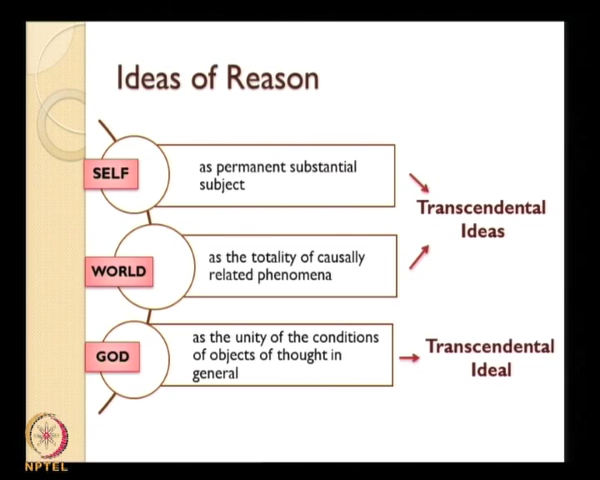 Ideas of Reason
SELF
as permanent substantial
subject
Transcendental
Ideas
WORLD
as the totality of causally
related phenomena
GOD
as the unity of the conditions
of objects of thought in
general
Transcendental
Ideal
NPTEL